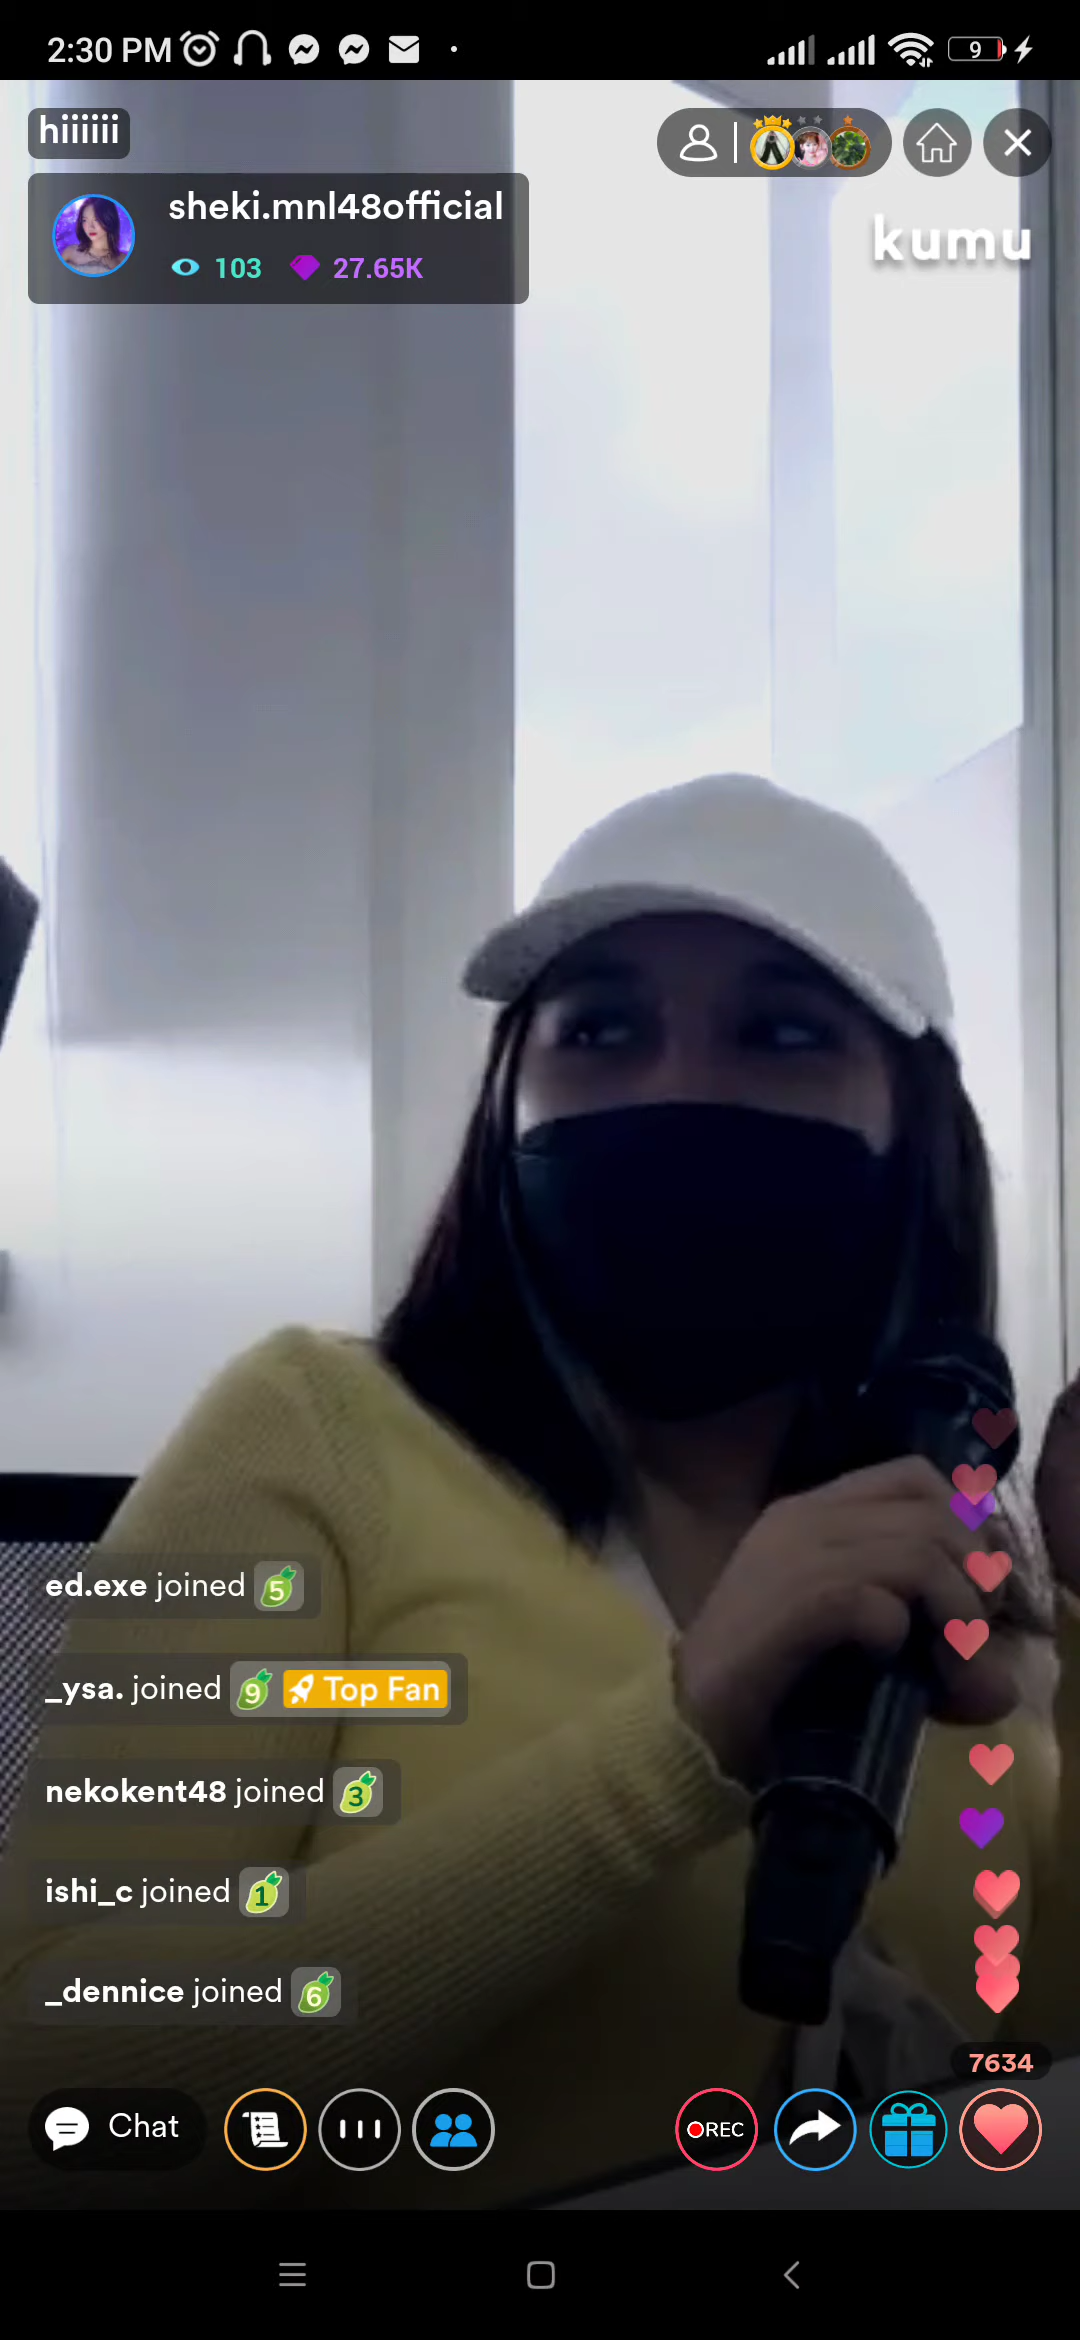 2:30 PM
9
hiiiiii
sheki.mnl48official
103 27.65K
kumu
ed.exe joined 5
_ysa. joined 9 Top Fan
nekokent48 joined 3
ishi_c joined 1
_dennice joined 6
7634
Chat
REC